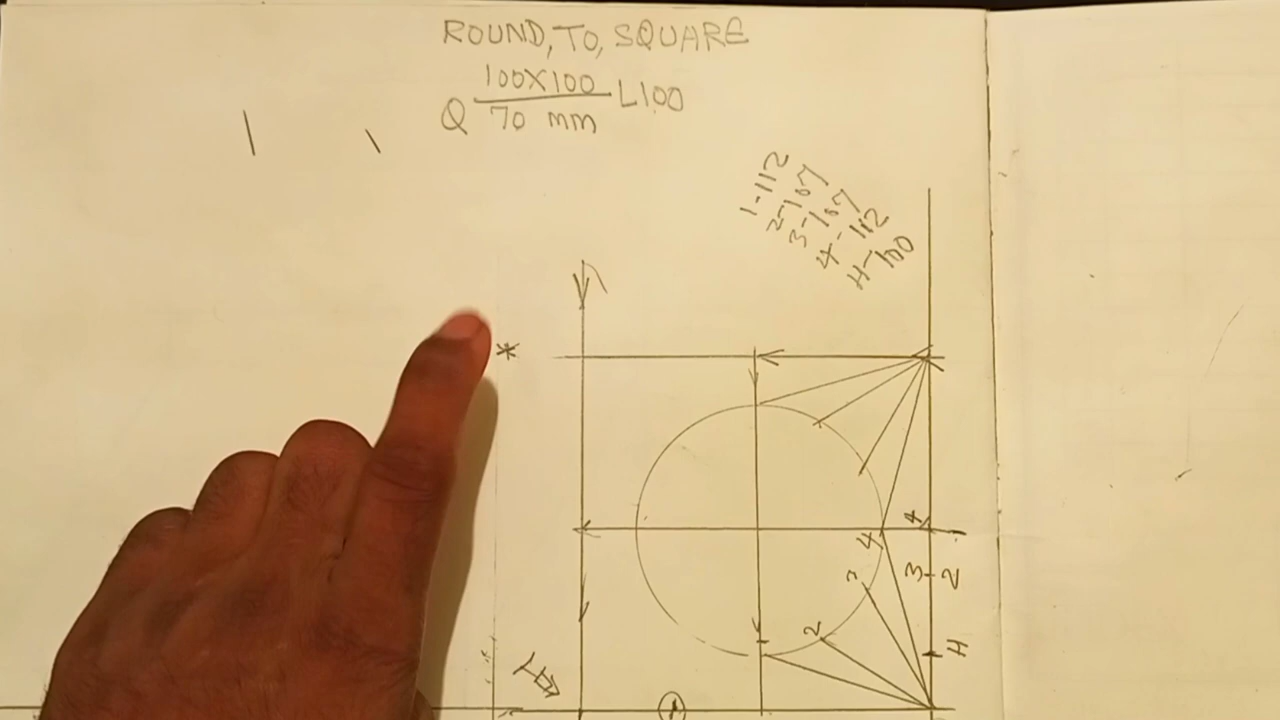 ROUND, TO, SQUARE
100X100
Q 70 mm L100
1-112
2-107
3-107
4-112
H-100
*
4
4
3
3 2
2
1
H
H